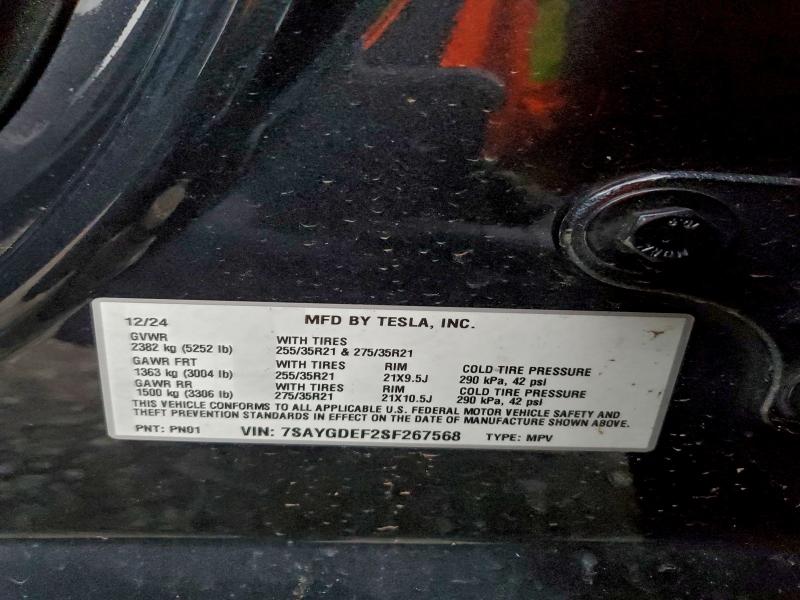 12/24 MFD BY TESLA, INC.
GVWR WITH TIRES
2382 kg (5252 lb) 255/35R21 & 275/35R21
GAWR FRT WITH TIRES RIM COLD TIRE PRESSURE
1363 kg (3004 lb) 255/35R21 21X9.5J 290 kPa, 42 psi
GAWR RR WITH TIRES RIM COLD TIRE PRESSURE
1500 kg (3306 lb) 275/35R21 21X10.5J 290 kPa, 42 psi
THIS VEHICLE CONFORMS TO ALL APPLICABLE U.S. FEDERAL MOTOR VEHICLE SAFETY AND
THEFT PREVENTION STANDARDS IN EFFECT ON THE DATE OF MANUFACTURE SHOWN ABOVE.
PNT: PN01 VIN: 7SAYGDEF2SF267568 TYPE: MPV